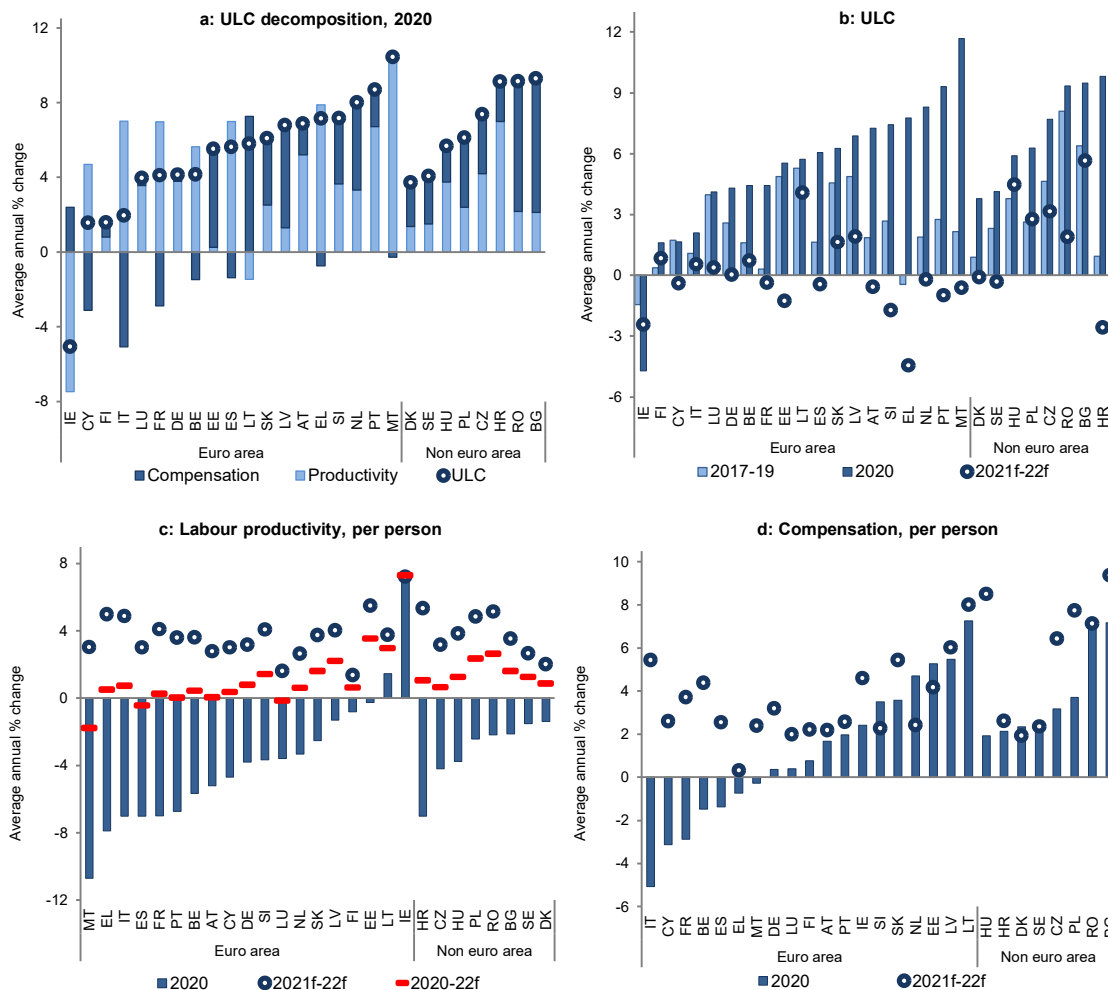 a: ULC decomposition, 2020
Average annual % change
12
8
4
0
-4
-8
IE CY FI IT LU FR DE BE EE ES LT SK LV AT EL SI NL PT MT DK SE HU PL CZ HR RO BG
Euro area Non euro area
Compensation Productivity ULC
b: ULC
Average annual % change
12
9
6
3
0
-3
-6
IE FI CY IT LU DE BE FR EE LT ES SK LV AT SI EL NL PT MT DK SE HU PL CZ RO BG HR
Euro area Non euro area
2017-19 2020 2021f-22f
c: Labour productivity, per person
Average annual % change
8
4
0
-4
-8
-12
MT EL IT ES FR PT BE AT CY DE SI LU NL SK LV FI EE LT IE HR CZ HU PL RO BG SE DK
Euro area Non euro area
2020 2021f-22f 2020-22f
d: Compensation, per person
Average annual % change
10
8
6
4
2
0
-2
-4
-6
IT CY FR BE ES EL MT DE LU FI AT PT IE SI SK NL EE LV LT HU HR DK SE CZ PL RO
Euro area Non euro area
2020 2021f-22f